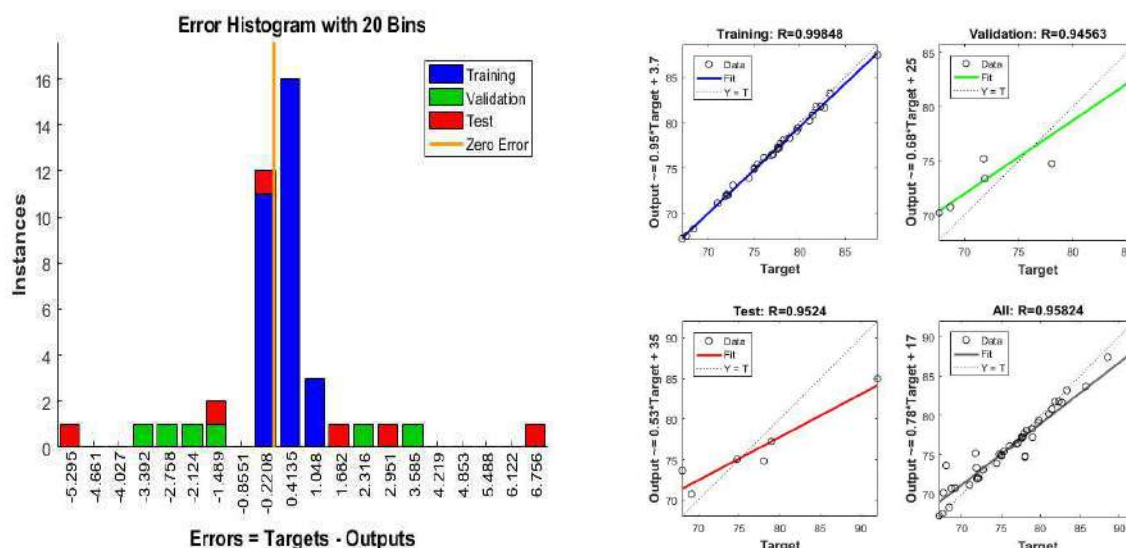 Error Histogram with 20 Bins
Training
Validation
Test
Zero Error
16
14
12
10
8
6
4
2
0
Instances
-5.295
-4.661
-4.027
-3.392
-2.758
-2.124
-1.489
-0.8551
-0.2208
0.4135
1.048
1.682
2.316
2.951
3.585
4.219
4.853
5.488
6.122
6.756
Errors = Targets - Outputs
Training: R=0.99848
Data
Fit
Y = T
Output ~= 0.95*Target + 3.7
85
80
75
70
70 75 80 85
Target
Validation: R=0.94563
Data
Fit
Y = T
Output ~= 0.68*Target + 25
85
80
75
70
70 75 80 85
Target
Test: R=0.9524
Data
Fit
Y = T
Output ~= 0.53*Target + 35
90
85
80
75
70
70 75 80 85 90
Target
All: R=0.95824
Data
Fit
Y = T
Output ~= 0.78*Target + 17
90
85
80
75
70
70 75 80 85 90
Target